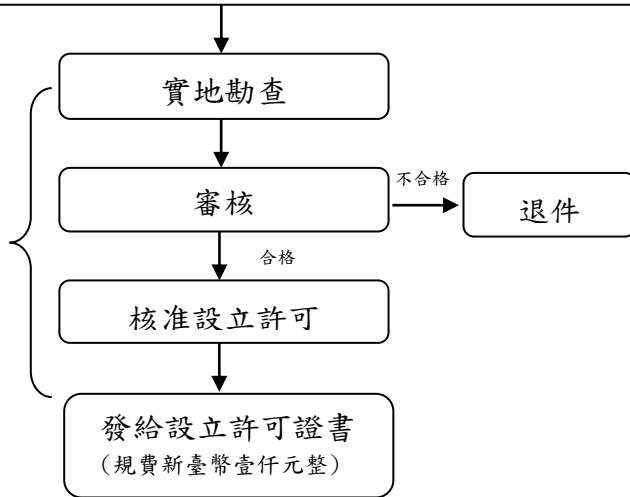 實地勘查
審核
不合格
退件
合格
核准設立許可
發給設立許可證書
（規費新臺幣壹仟元整）